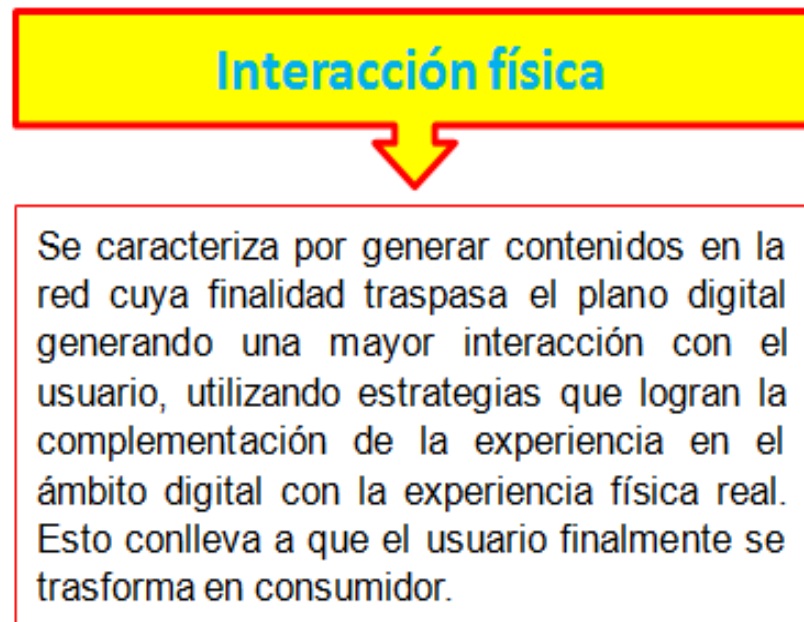 Interacción física
Se caracteriza por generar contenidos en la
red cuya finalidad traspasa el plano digital
generando una mayor interacción con el
usuario, utilizando estrategias que logran la
complementación de la experiencia en el
ámbito digital con la experiencia física real.
Esto conlleva a que el usuario finalmente se
trasforma en consumidor.